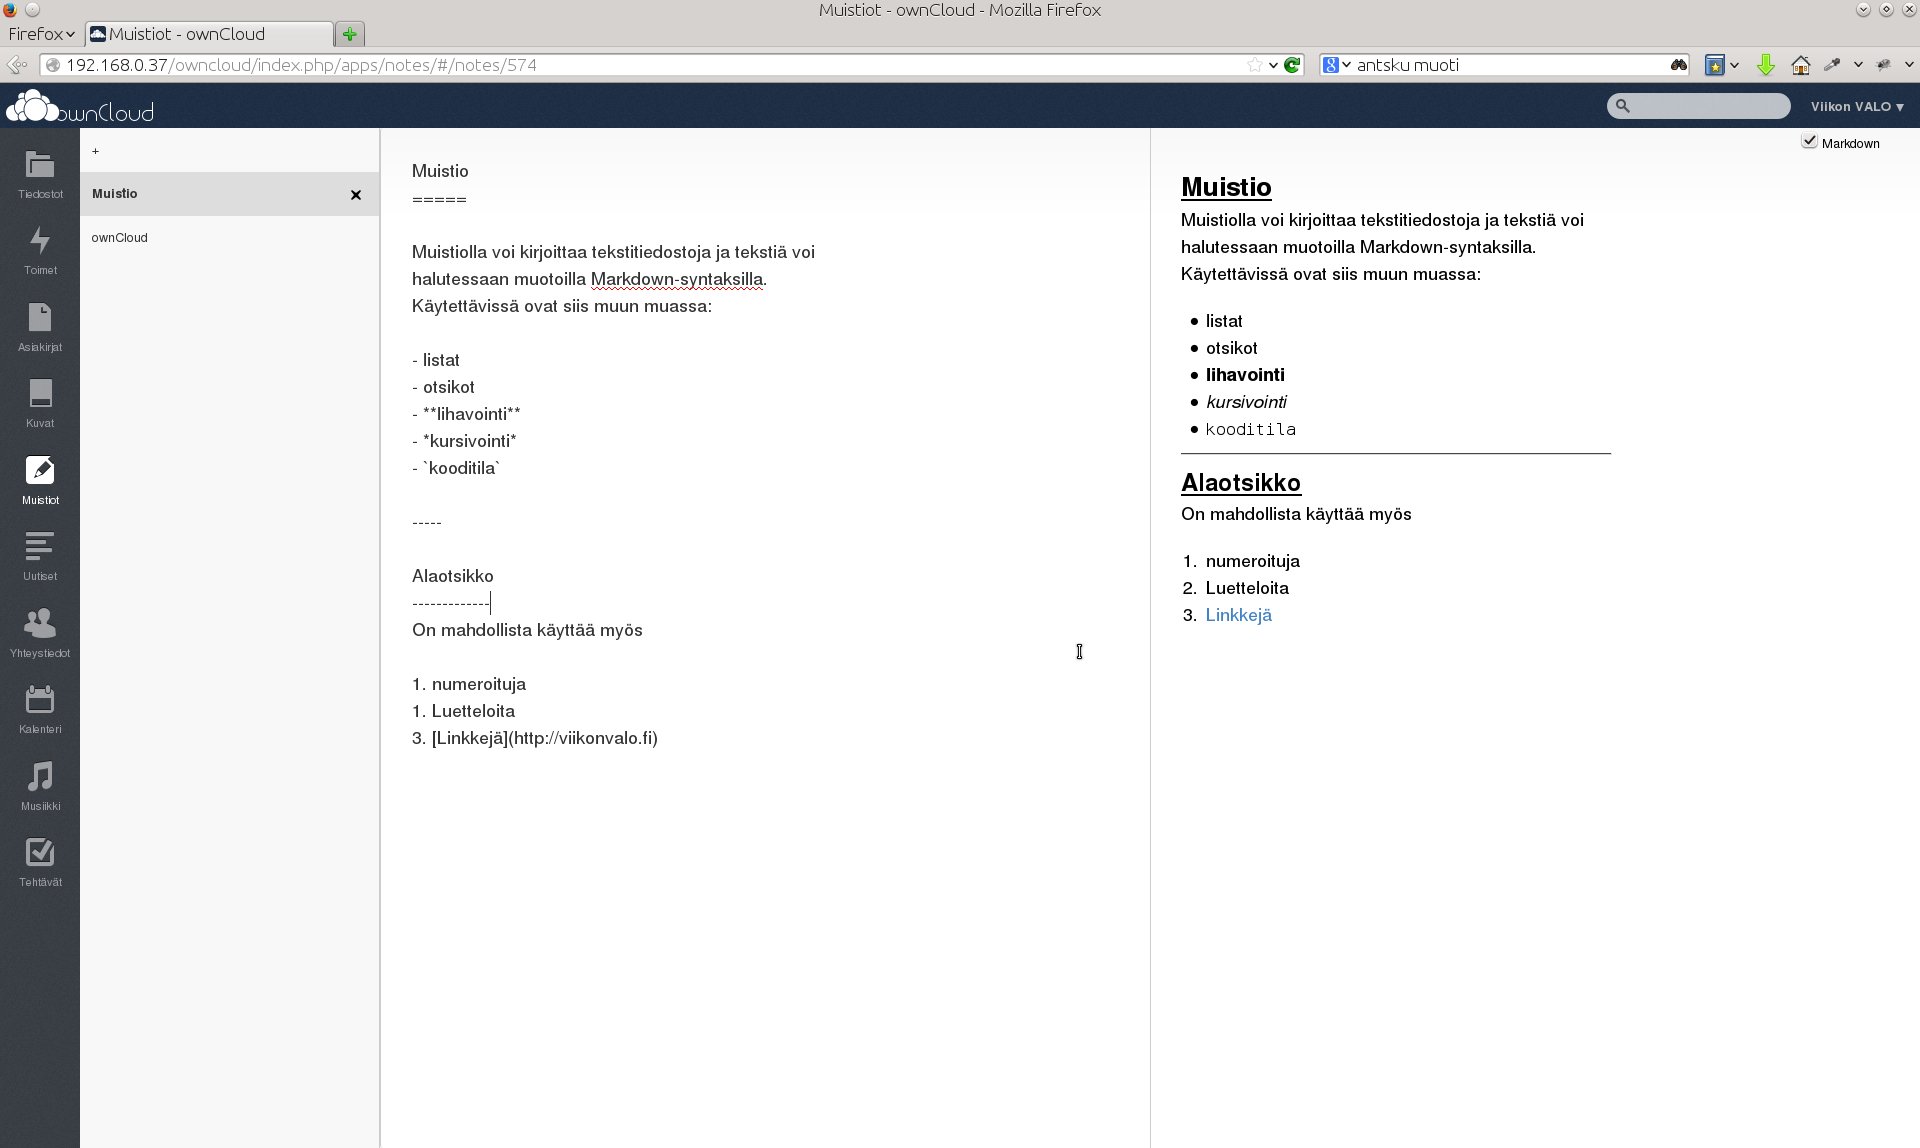 Muistiot - ownCloud - Mozilla Firefox
Firefox
Muistiot - ownCloud
192.168.0.37/owncloud/index.php/apps/notes/#/notes/574
antsku muoti
ownCloud
Viikon VALO ▾
Tiedostot
Toimet
Asiakirjat
Kuvat
Muistiot
Uutiset
Yhteystiedot
Kalenteri
Musiikki
Tehtävät
+
Muistio
ownCloud
Muistio
=====
Muistiolla voi kirjoittaa tekstitiedostoja ja tekstiä voi
halutessaan muotoilla Markdown-syntaksilla.
Käytettävissä ovat siis muun muassa:
- listat
- otsikot
- **lihavointi**
- *kursivointi*
- `kooditila`
-----
Alaotsikko
-------------
On mahdollista käyttää myös
1. numeroituja
1. Luetteloita
3. [Linkkejä](http://viikonvalo.fi)
Markdown
Muistio
Muistiolla voi kirjoittaa tekstitiedostoja ja tekstiä voi
halutessaan muotoilla Markdown-syntaksilla.
Käytettävissä ovat siis muun muassa:
• listat
• otsikot
• lihavointi
• kursivointi
• kooditila
Alaotsikko
On mahdollista käyttää myös
1. numeroituja
2. Luetteloita
3. Linkkejä